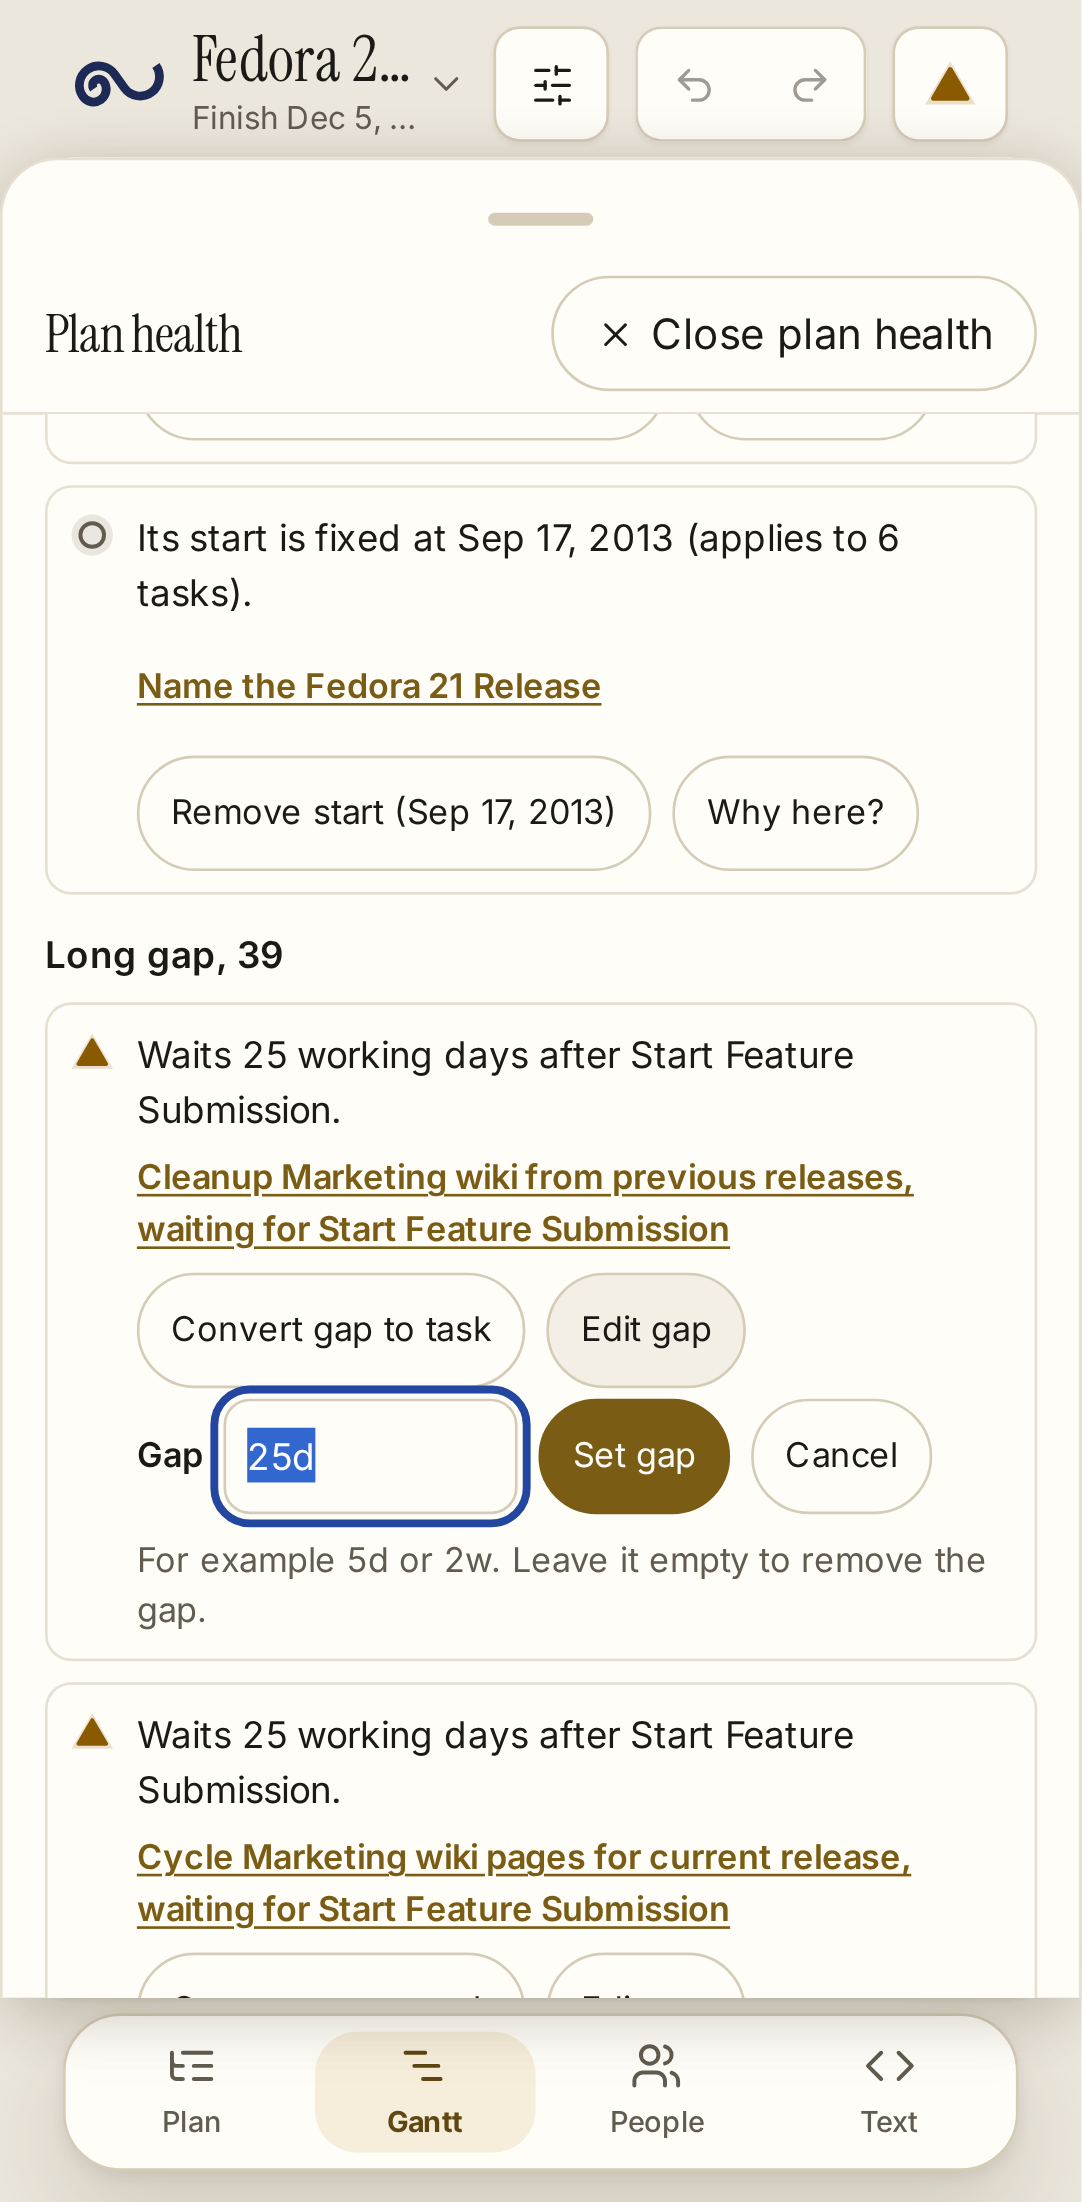 Fedora 2...
Finish Dec 5, ...
Plan health
Close plan health
Its start is fixed at Sep 17, 2013 (applies to 6
tasks).
Name the Fedora 21 Release
Remove start (Sep 17, 2013)
Why here?
Long gap, 39
Waits 25 working days after Start Feature
Submission.
Cleanup Marketing wiki from previous releases,
waiting for Start Feature Submission
Convert gap to task
Edit gap
Gap
25d
Set gap
Cancel
For example 5d or 2w. Leave it empty to remove the
gap.
Waits 25 working days after Start Feature
Submission.
Cycle Marketing wiki pages for current release,
waiting for Start Feature Submission
Plan
Gantt
People
Text